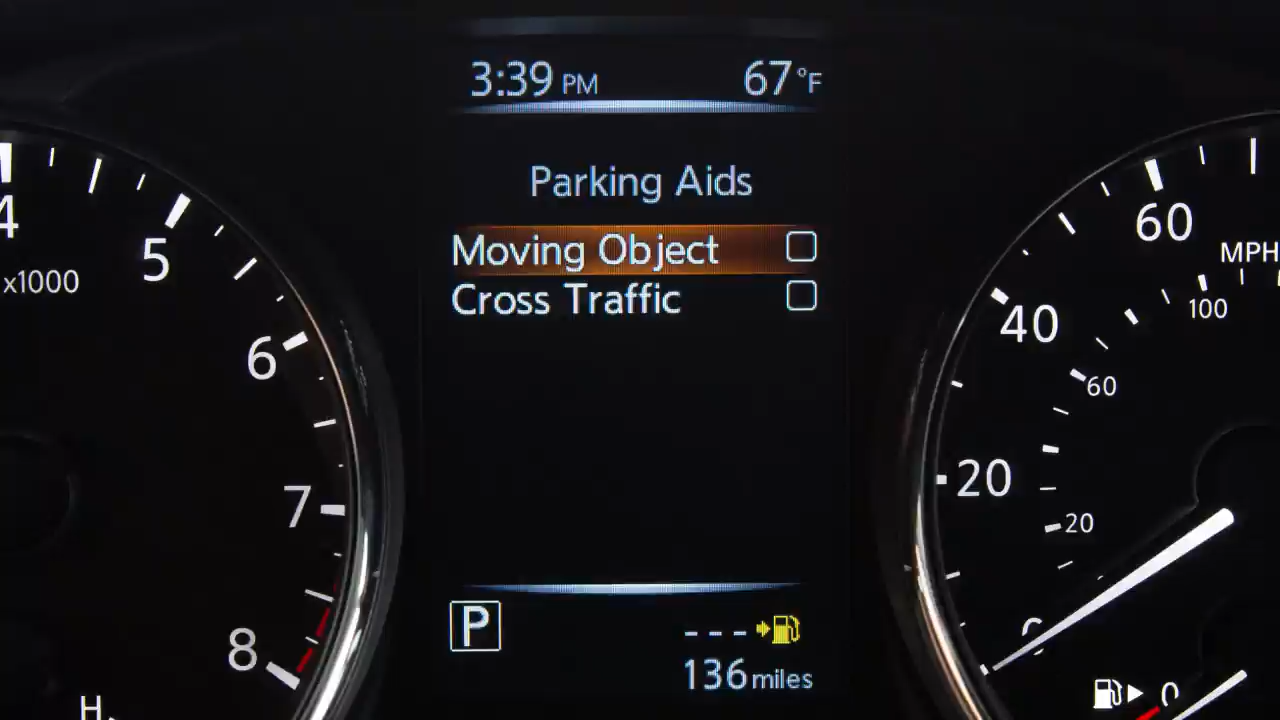 3:39 PM 67°F
Parking Aids
Moving Object
Cross Traffic
P
---
136 miles
4
5
x1000
6
7
8
H
60
MPH
40
100
60
20
20
0
0